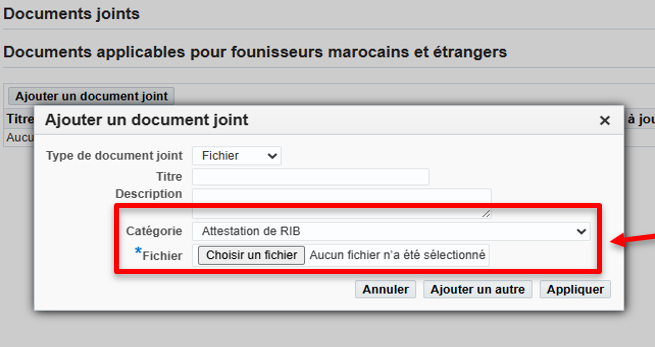 Documents joints
Documents applicables pour founisseurs marocains et étrangers
Ajouter un document joint
Titre
à jou
Aucu
Ajouter un document joint
Type de document joint Fichier
Titre
Description
Catégorie Attestation de RIB
*Fichier Choisir un fichier Aucun fichier n'a été sélectionné
Annuler Ajouter un autre Appliquer